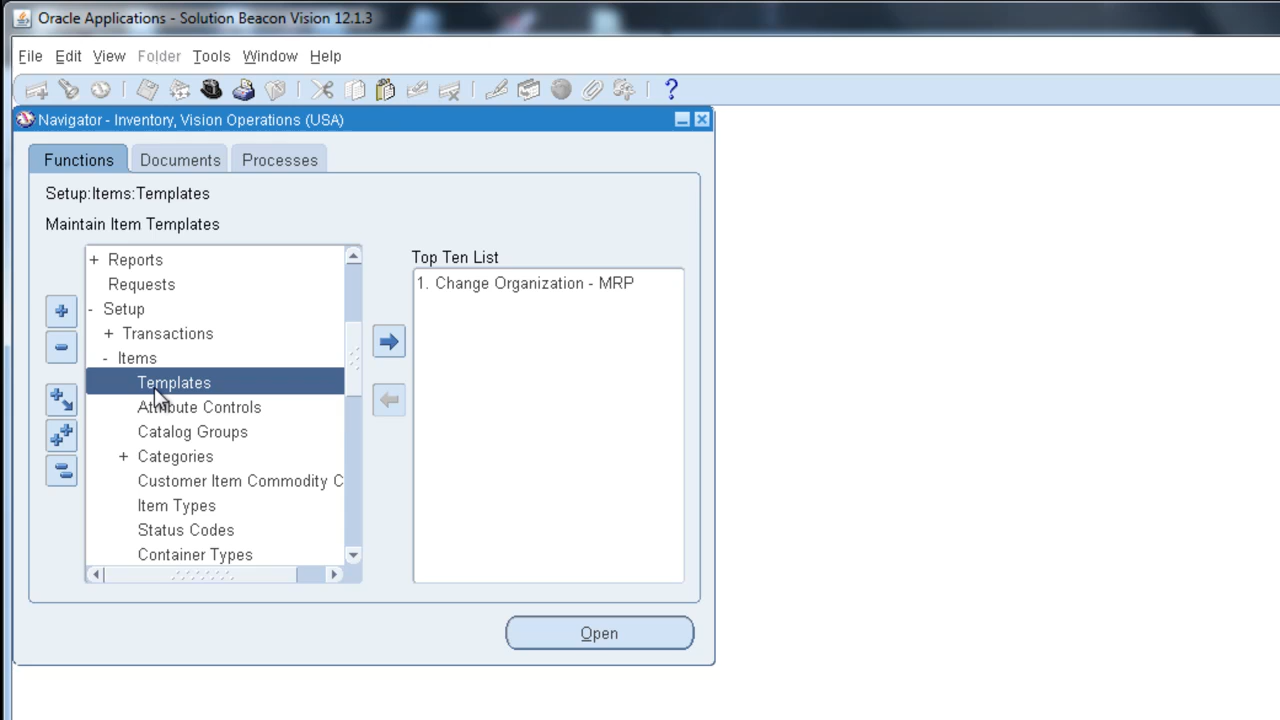 Oracle Applications - Solution Beacon Vision 12.1.3
File Edit View Folder Tools Window Help
Navigator - Inventory, Vision Operations (USA)
Functions Documents Processes
Setup:Items:Templates
Maintain Item Templates
Top Ten List
+ Reports
Requests
- Setup
+ Transactions
- Items
Templates
Attribute Controls
Catalog Groups
+ Categories
Customer Item Commodity C
Item Types
Status Codes
Container Types
1. Change Organization - MRP
Open